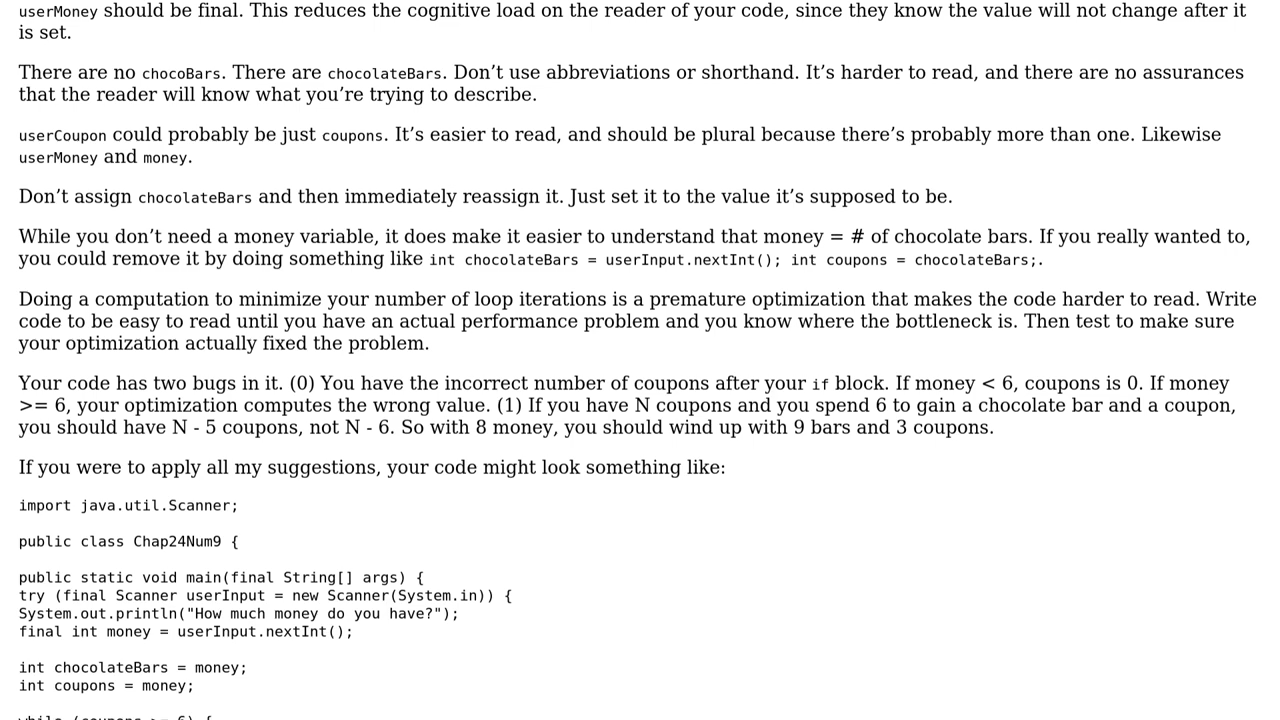 userMoney should be final. This reduces the cognitive load on the reader of your code, since they know the value will not change after it
is set.
There are no chocoBars. There are chocolateBars. Don’t use abbreviations or shorthand. It’s harder to read, and there are no assurances
that the reader will know what you’re trying to describe.
userCoupon could probably be just coupons. It’s easier to read, and should be plural because there’s probably more than one. Likewise
userMoney and money.
Don’t assign chocolateBars and then immediately reassign it. Just set it to the value it’s supposed to be.
While you don’t need a money variable, it does make it easier to understand that money = # of chocolate bars. If you really wanted to,
you could remove it by doing something like int chocolateBars = userInput.nextInt(); int coupons = chocolateBars;.
Doing a computation to minimize your number of loop iterations is a premature optimization that makes the code harder to read. Write
code to be easy to read until you have an actual performance problem and you know where the bottleneck is. Then test to make sure
your optimization actually fixed the problem.
Your code has two bugs in it. (0) You have the incorrect number of coupons after your if block. If money < 6, coupons is 0. If money
>= 6, your optimization computes the wrong value. (1) If you have N coupons and you spend 6 to gain a chocolate bar and a coupon,
you should have N - 5 coupons, not N - 6. So with 8 money, you should wind up with 9 bars and 3 coupons.
If you were to apply all my suggestions, your code might look something like:
import java.util.Scanner;
public class Chap24Num9 {
public static void main(final String[] args) {
try (final Scanner userInput = new Scanner(System.in)) {
System.out.println("How much money do you have?");
final int money = userInput.nextInt();
int chocolateBars = money;
int coupons = money;
while (coupons >= 6) {